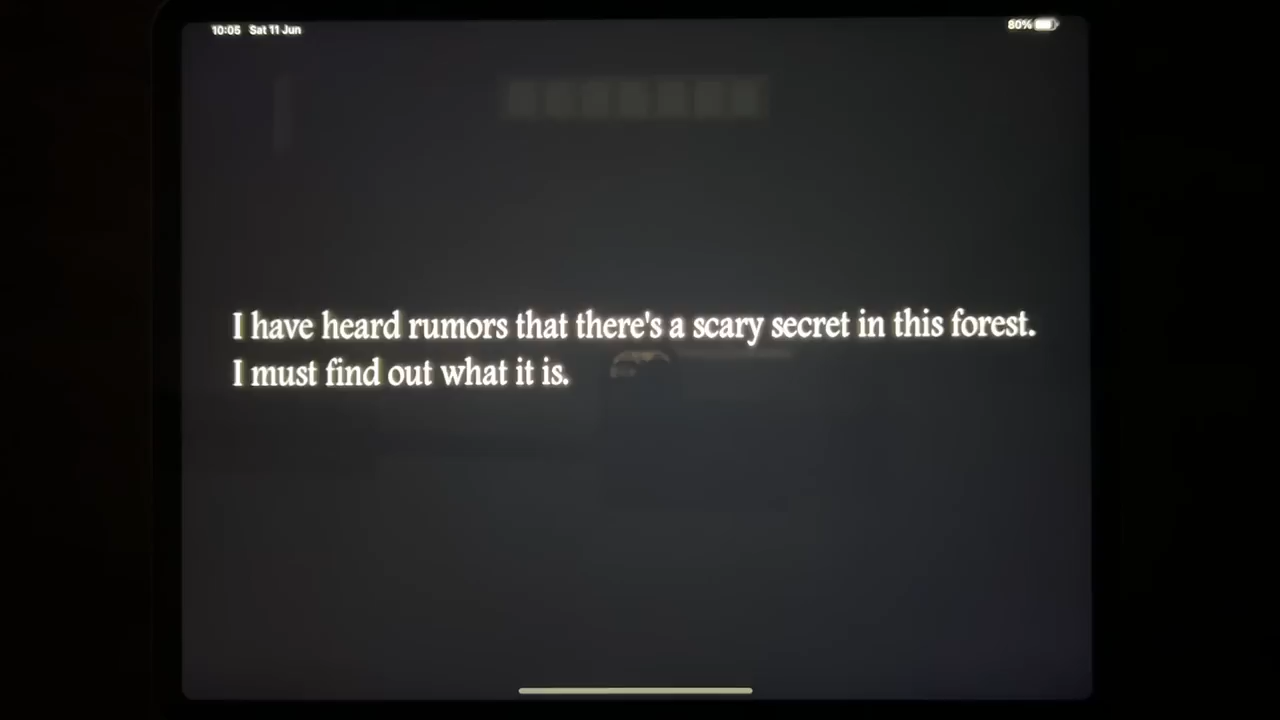 10:05 Sat 11 Jun
80%
I have heard rumors that there's a scary secret in this forest.
I must find out what it is.